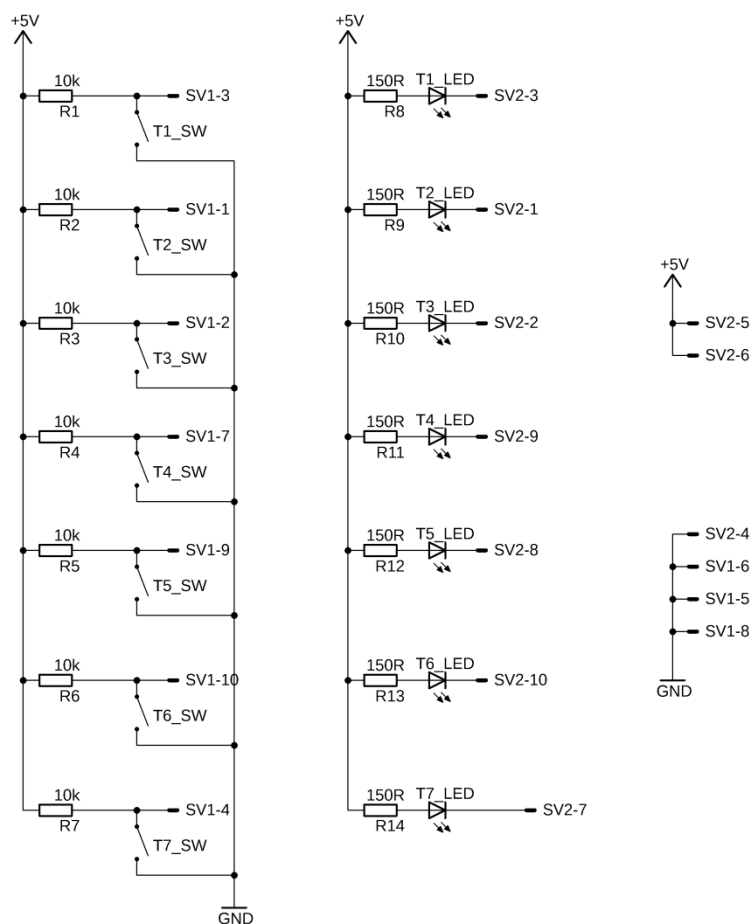 +5V
10k
R1
SV1-3
T1_SW
10k
R2
SV1-1
T2_SW
10k
R3
SV1-2
T3_SW
10k
R4
SV1-7
T4_SW
10k
R5
SV1-9
T5_SW
10k
R6
SV1-10
T6_SW
10k
R7
SV1-4
T7_SW
GND
+5V
150R
R8
T1_LED
SV2-3
150R
R9
T2_LED
SV2-1
150R
R10
T3_LED
SV2-2
150R
R11
T4_LED
SV2-9
150R
R12
T5_LED
SV2-8
150R
R13
T6_LED
SV2-10
150R
R14
T7_LED
SV2-7
+5V
SV2-5
SV2-6
SV2-4
SV1-6
SV1-5
SV1-8
GND